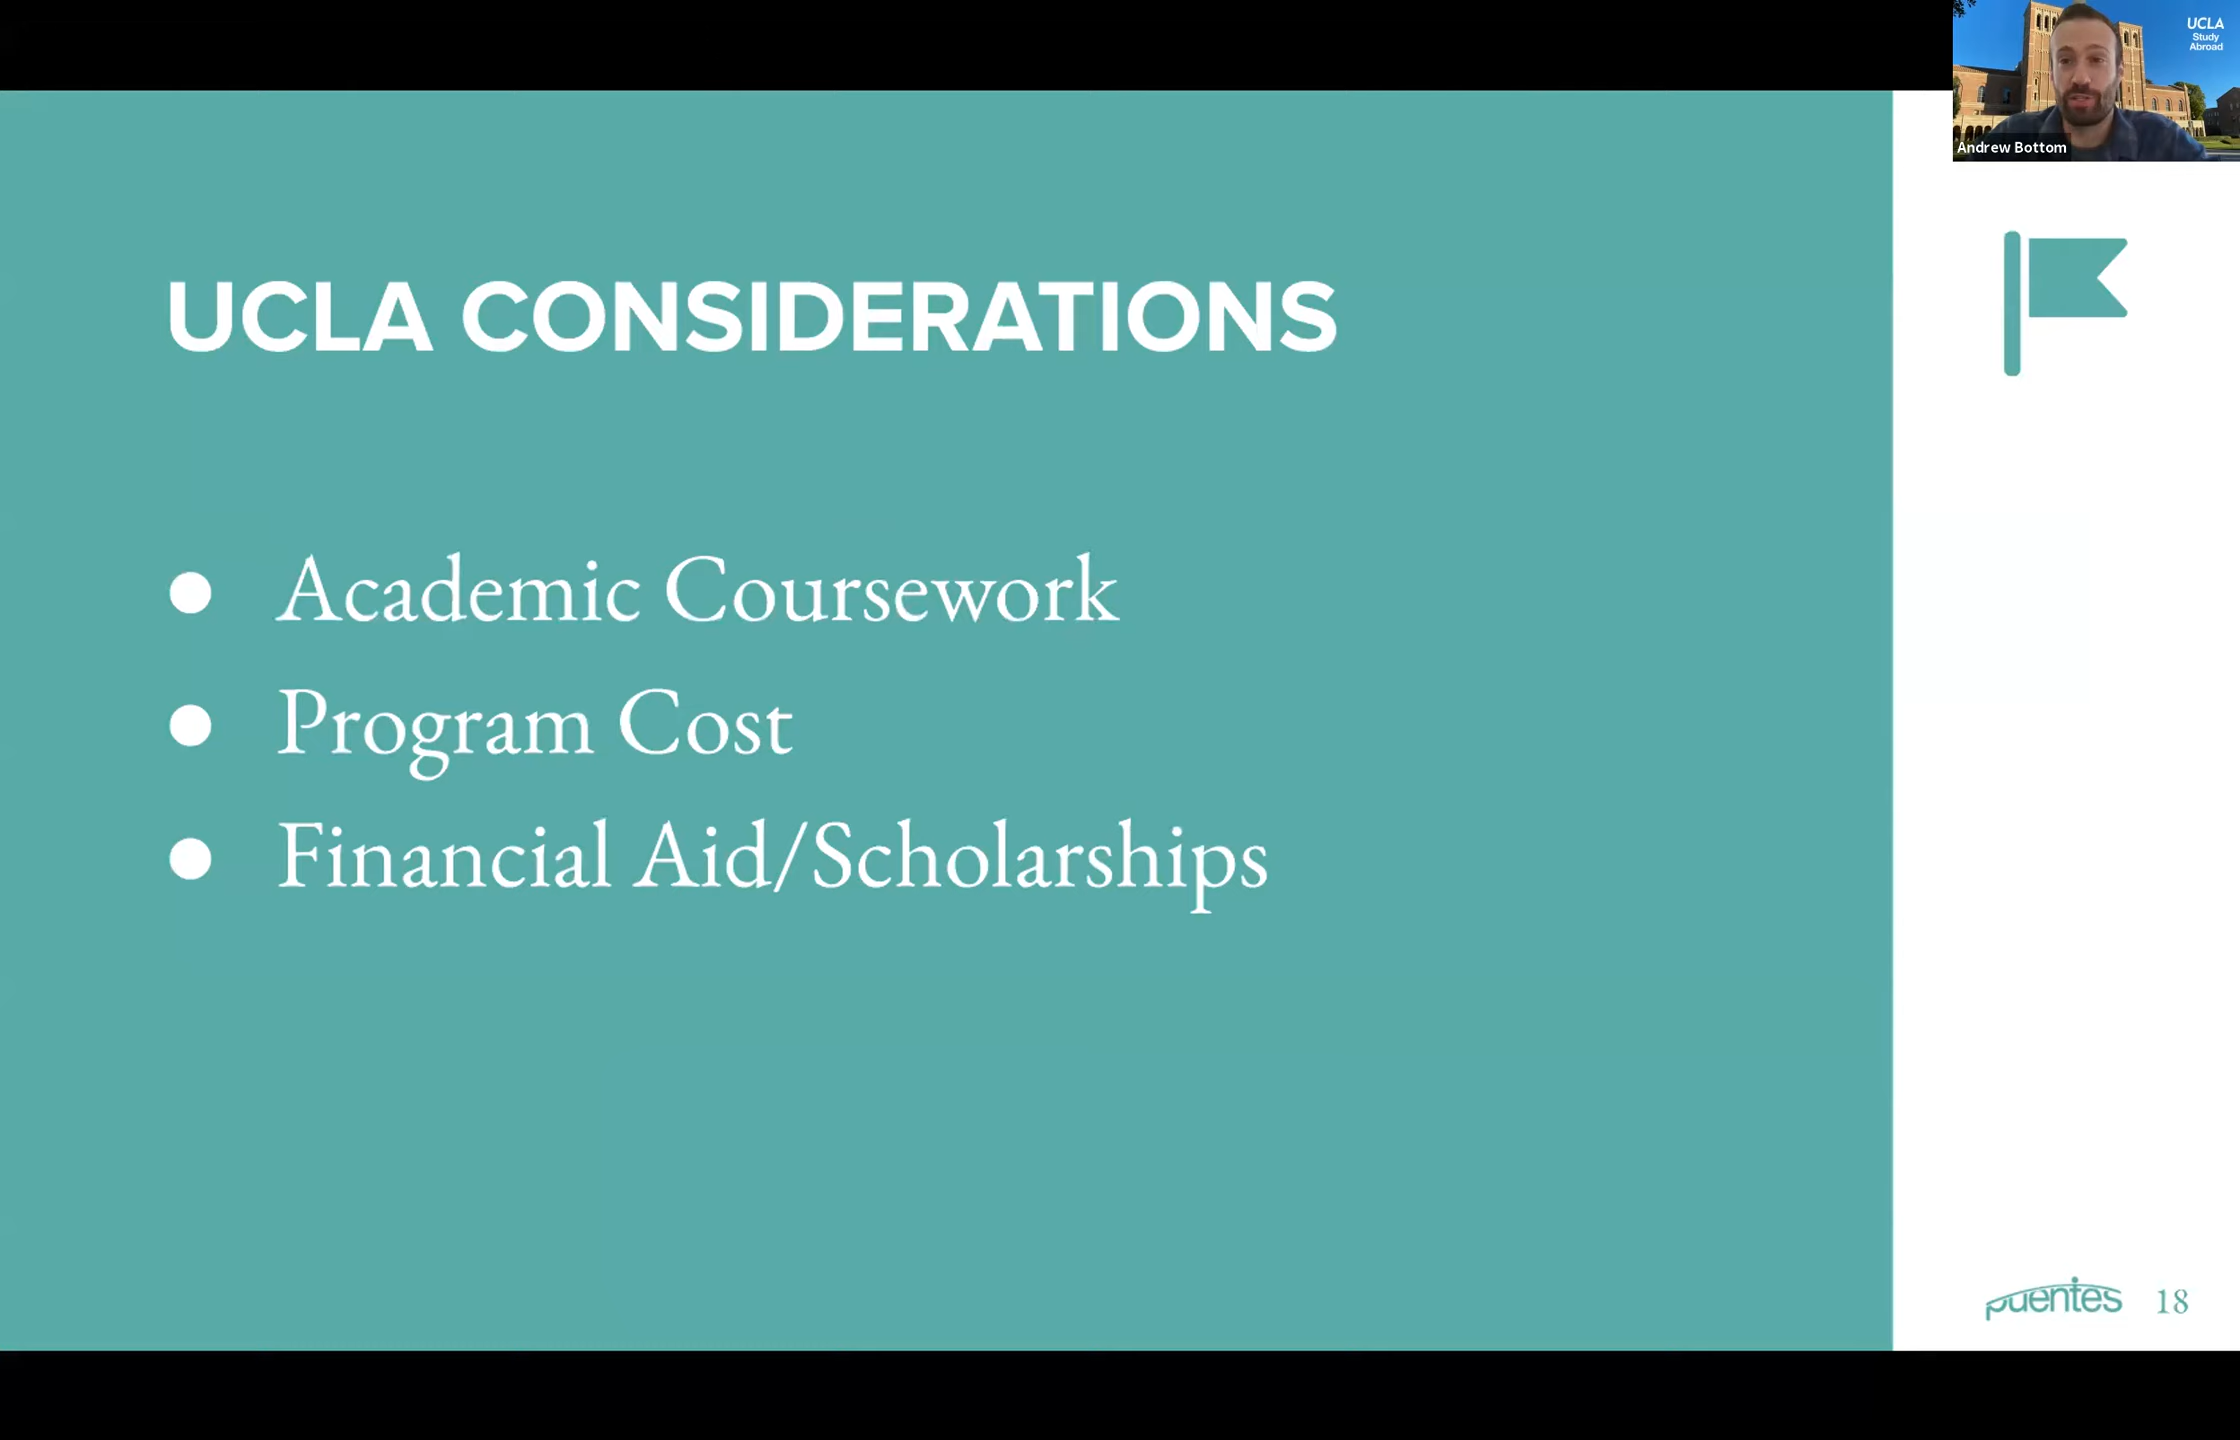 UCLA
Study
Abroad
Andrew Bottom
UCLA CONSIDERATIONS
● Academic Coursework
● Program Cost
● Financial Aid/Scholarships
puentes 18